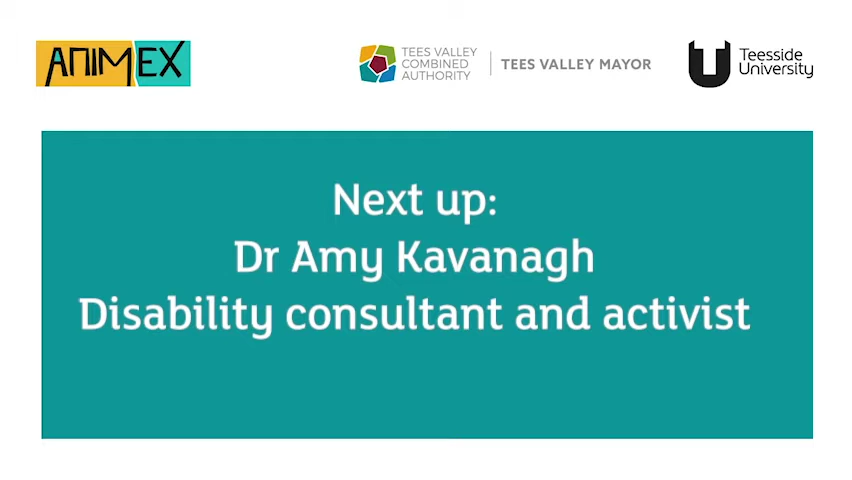 ANIMEX
TEES VALLEY
COMBINED
AUTHORITY
TEES VALLEY MAYOR
Teesside
University
Next up:
Dr Amy Kavanagh
Disability consultant and activist